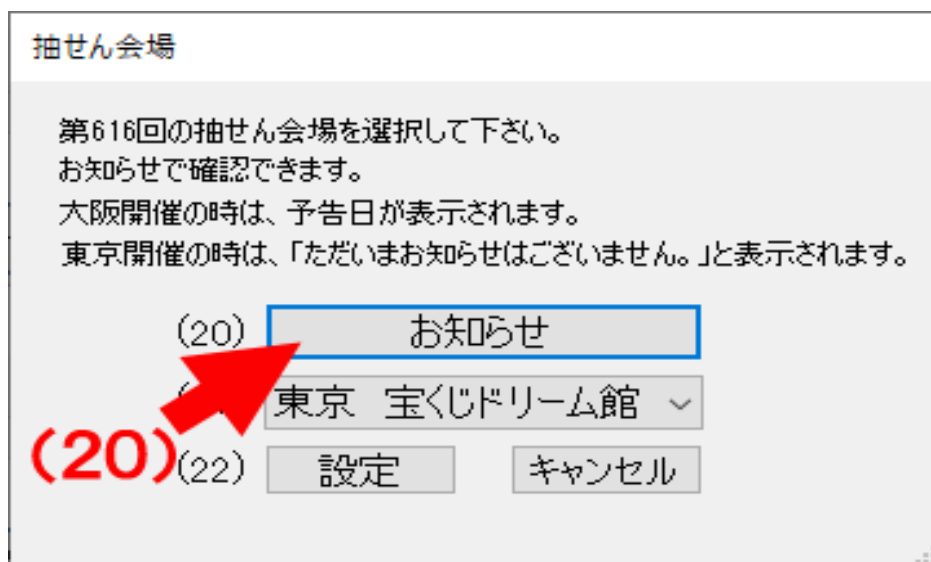 抽せん会場
第616回の抽せん会場を選択して下さい。
お知らせで確認できます。
大阪開催の時は、予告日が表示されます。
東京開催の時は、「ただいまお知らせはございません。」と表示されます。
(20) お知らせ
東京 宝くじドリーム館
(20)
(22) 設定 キャンセル